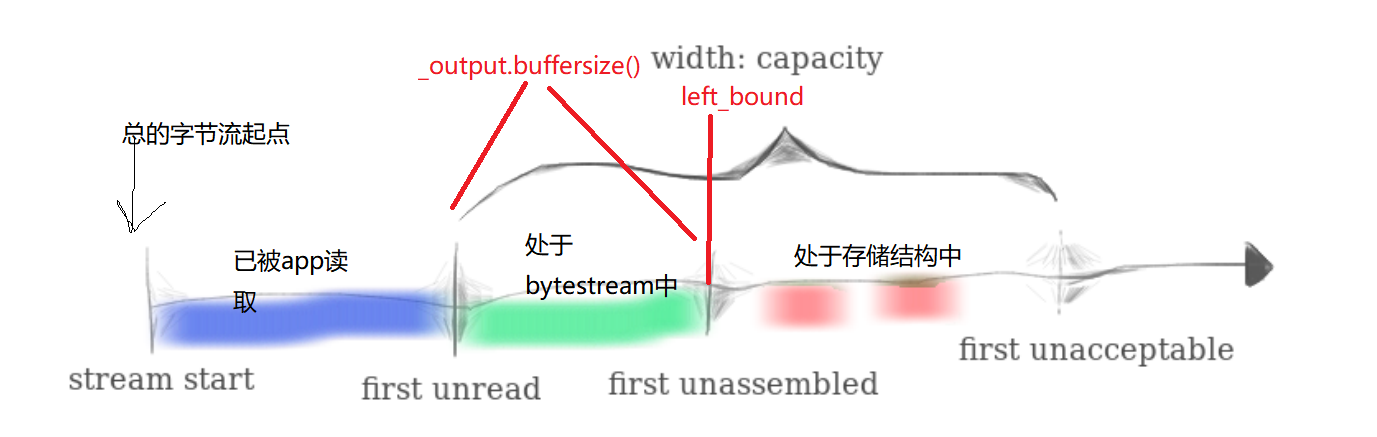 _output.buffersize()
width: capacity
left_bound
总的字节流起点
已被app读
取
处于
bytestream中
处于存储结构中
stream start
first unread
first unassembled
first unacceptable